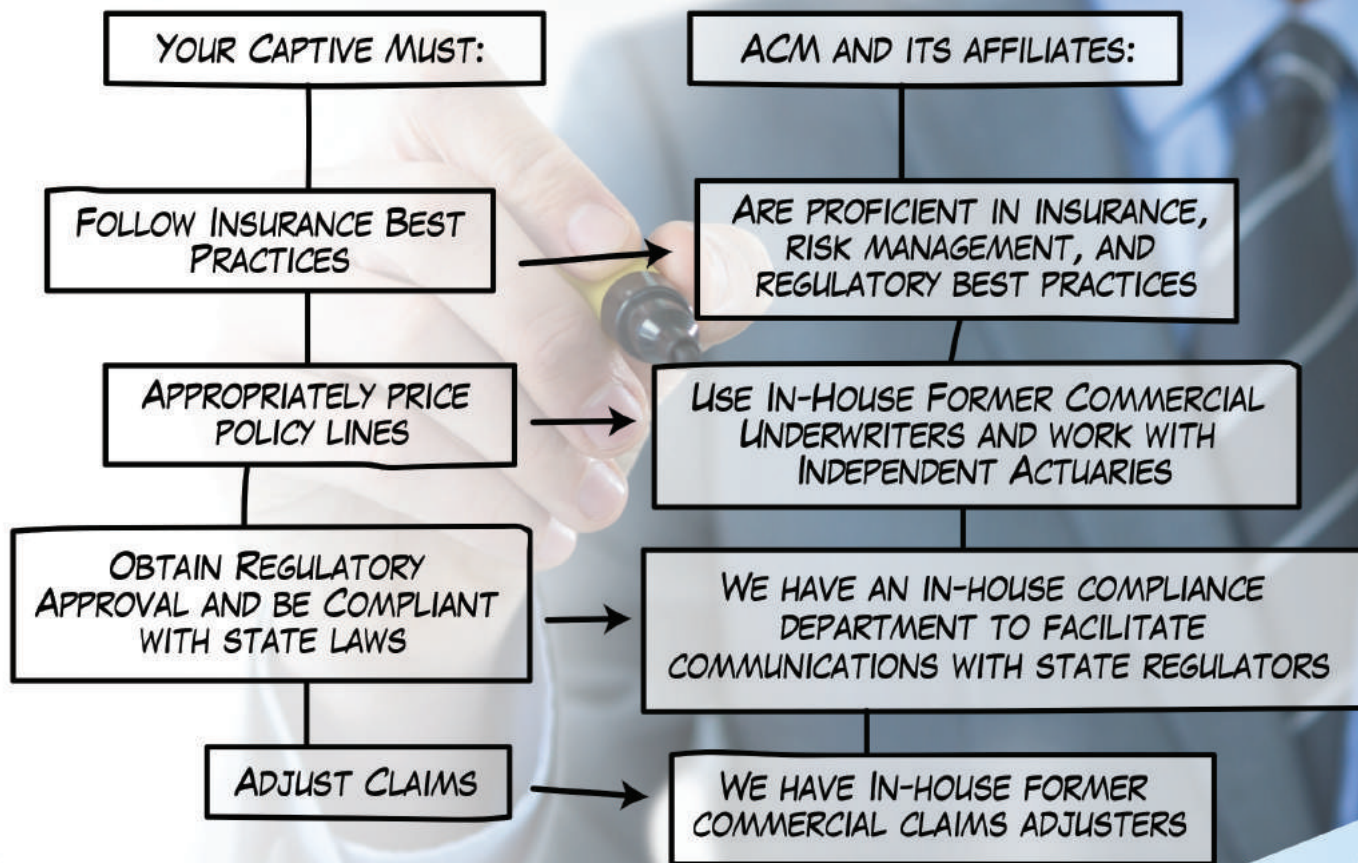 YOUR CAPTIVE MUST:
FOLLOW INSURANCE BEST
PRACTICES
APPROPRIATELY PRICE
POLICY LINES
OBTAIN REGULATORY
APPROVAL AND BE COMPLIANT
WITH STATE LAWS
ADJUST CLAIMS
ACM AND ITS AFFILIATES:
ARE PROFICIENT IN INSURANCE,
RISK MANAGEMENT, AND
REGULATORY BEST PRACTICES
USE IN-HOUSE FORMER COMMERCIAL
UNDERWRITERS AND WORK WITH
INDEPENDENT ACTUARIES
WE HAVE AN IN-HOUSE COMPLIANCE
DEPARTMENT TO FACILITATE
COMMUNICATIONS WITH STATE REGULATORS
WE HAVE IN-HOUSE FORMER
COMMERCIAL CLAIMS ADJUSTERS